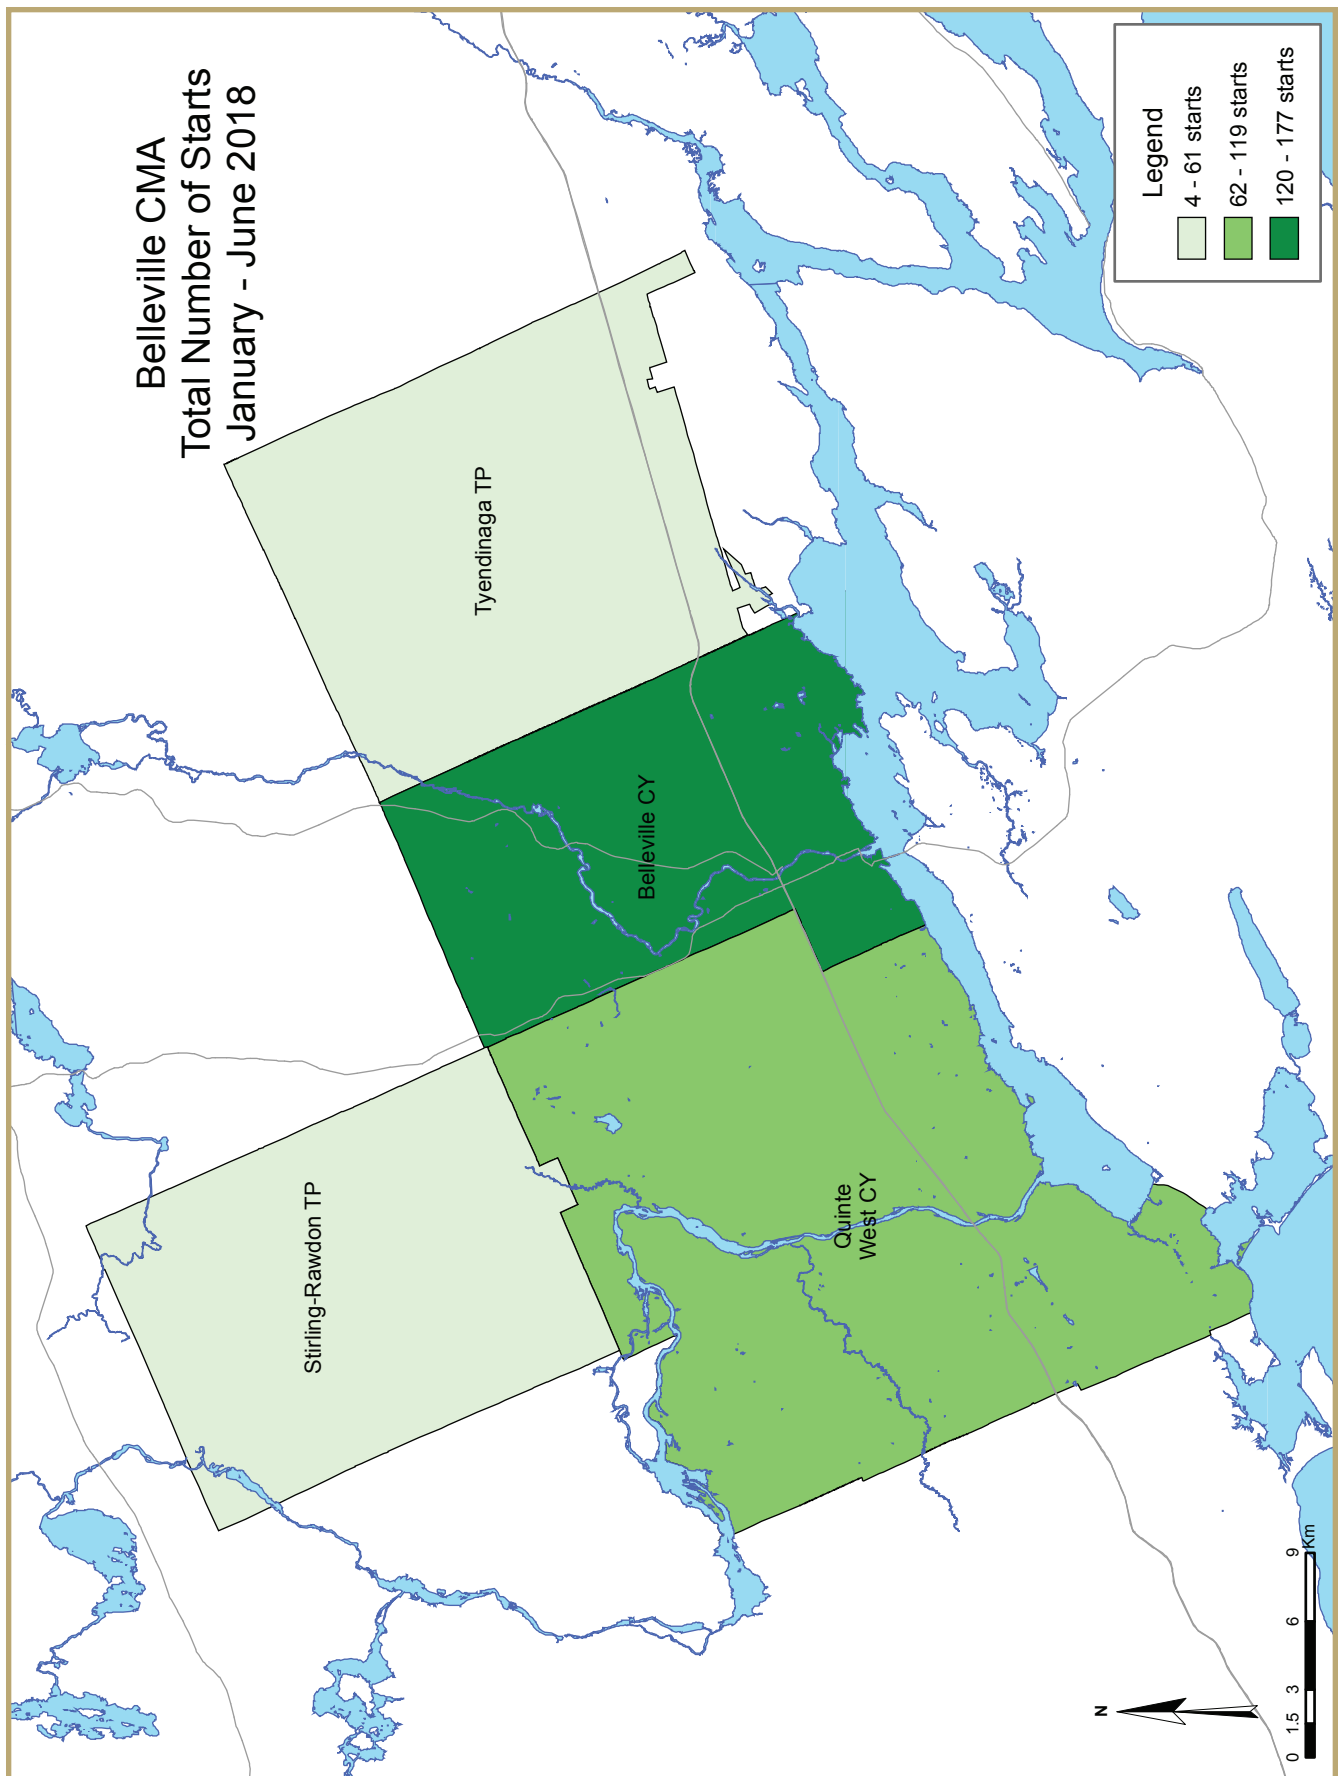 Belleville CMA
Total Number of Starts
January - June 2018
Stirling-Rawdon TP
Tyendinaga TP
Belleville CY
Quinte
West CY
Legend
4 - 61 starts
62 - 119 starts
120 - 177 starts
N
0 1.5 3 6 9
Km